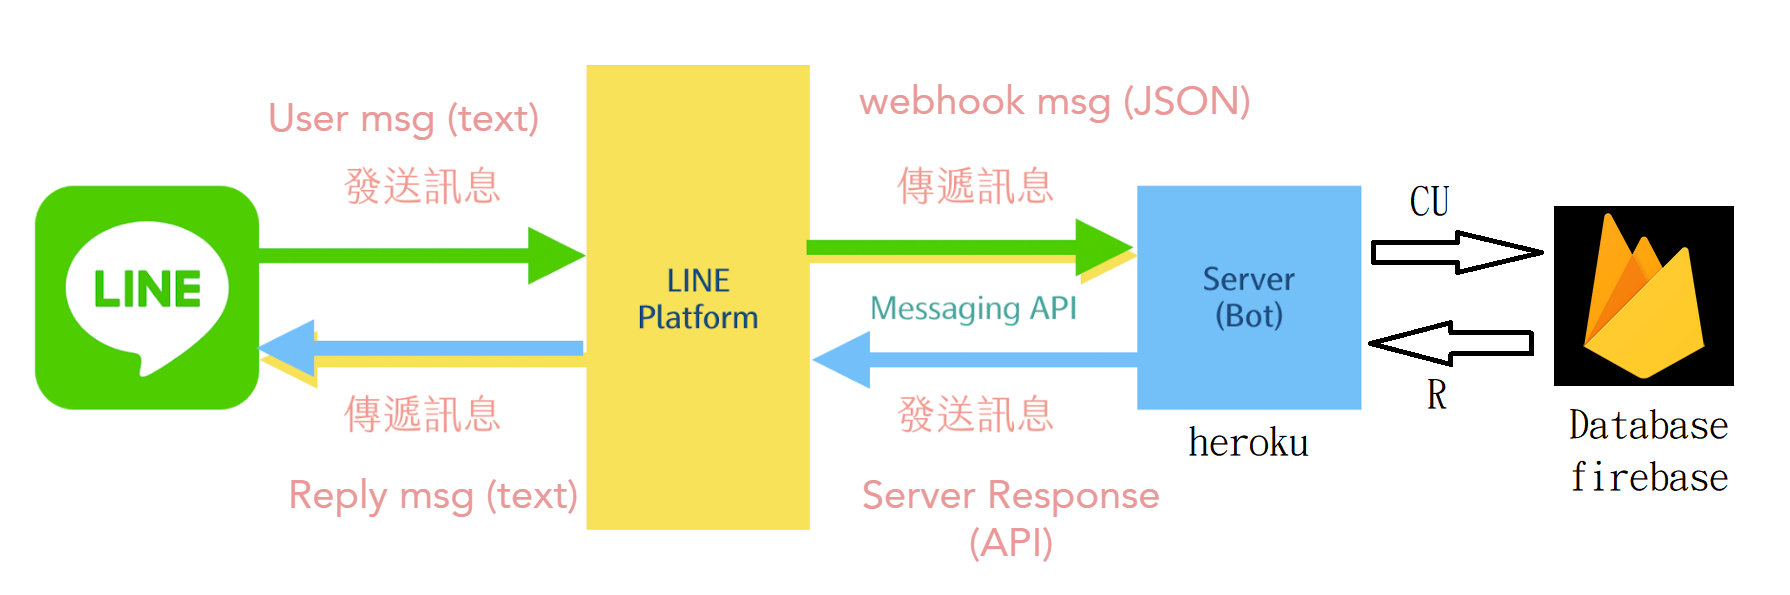 User msg (text)
發送訊息
LINE
傳遞訊息
Reply msg (text)
LINE
Platform
webhook msg (JSON)
傳遞訊息
Messaging API
發送訊息
Server Response
(API)
Server
(Bot)
heroku
CU
R
Database
firebase